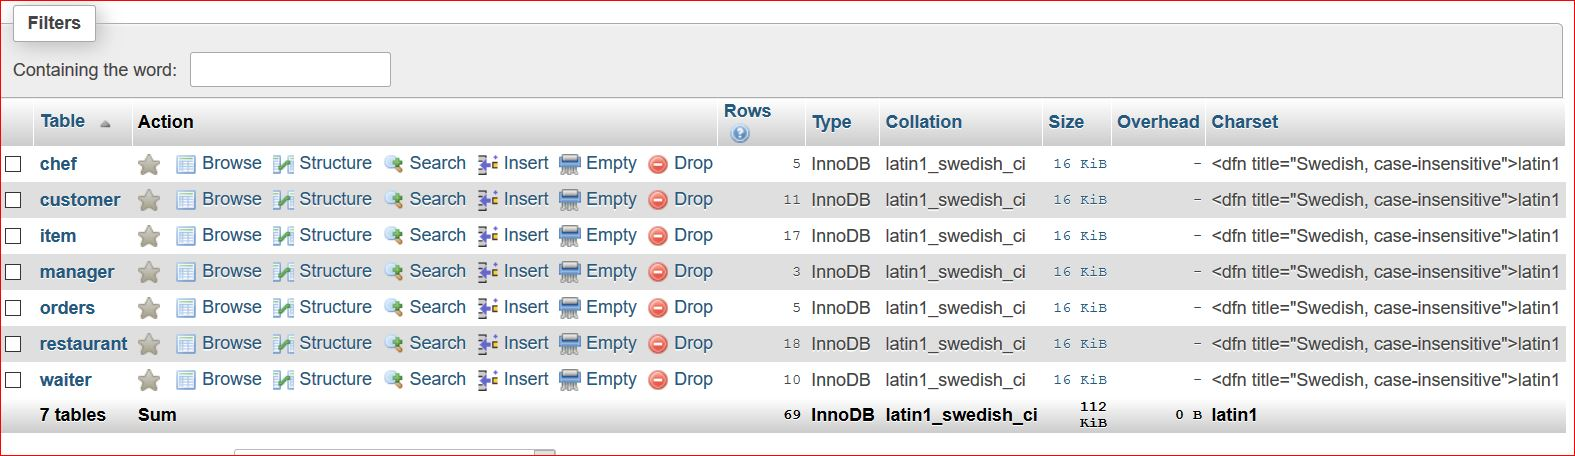 Filters
Containing the word:
Table Action Rows Type Collation Size Overhead Charset
chef Browse Structure Search Insert Empty Drop 5 InnoDB latin1_swedish_ci 16 KiB - <dfn title="Swedish, case-insensitive">latin1
customer Browse Structure Search Insert Empty Drop 11 InnoDB latin1_swedish_ci 16 KiB - <dfn title="Swedish, case-insensitive">latin1
item Browse Structure Search Insert Empty Drop 17 InnoDB latin1_swedish_ci 16 KiB - <dfn title="Swedish, case-insensitive">latin1
manager Browse Structure Search Insert Empty Drop 3 InnoDB latin1_swedish_ci 16 KiB - <dfn title="Swedish, case-insensitive">latin1
orders Browse Structure Search Insert Empty Drop 5 InnoDB latin1_swedish_ci 16 KiB - <dfn title="Swedish, case-insensitive">latin1
restaurant Browse Structure Search Insert Empty Drop 18 InnoDB latin1_swedish_ci 16 KiB - <dfn title="Swedish, case-insensitive">latin1
waiter Browse Structure Search Insert Empty Drop 10 InnoDB latin1_swedish_ci 16 KiB - <dfn title="Swedish, case-insensitive">latin1
7 tables Sum 69 InnoDB latin1_swedish_ci 112 KiB 0 B latin1